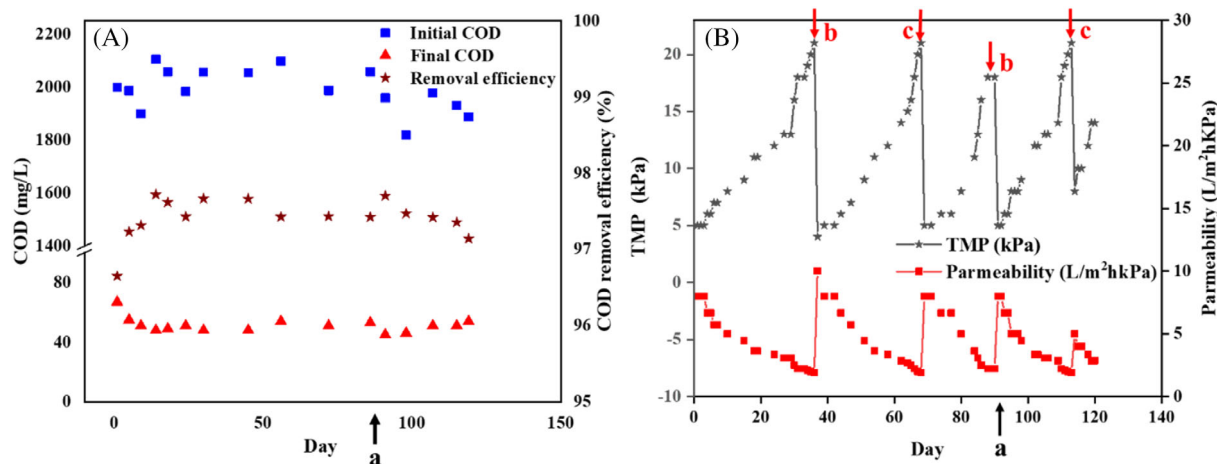 (A)
Initial COD
Final COD
Removal efficiency
COD (mg/L)
2200
2000
1800
1600
1400
80
40
0
COD removal efficiency (%)
100
99
98
97
96
95
0
50
100
150
Day
a
(B)
b
c
b
c
TMP (kPa)
20
15
10
5
0
-5
-10
TMP (kPa)
Parmeability (L/m²hkPa)
Parmeability (L/m²hKPa)
30
25
20
15
10
5
0
0
20
40
60
80
100
120
140
Day
a